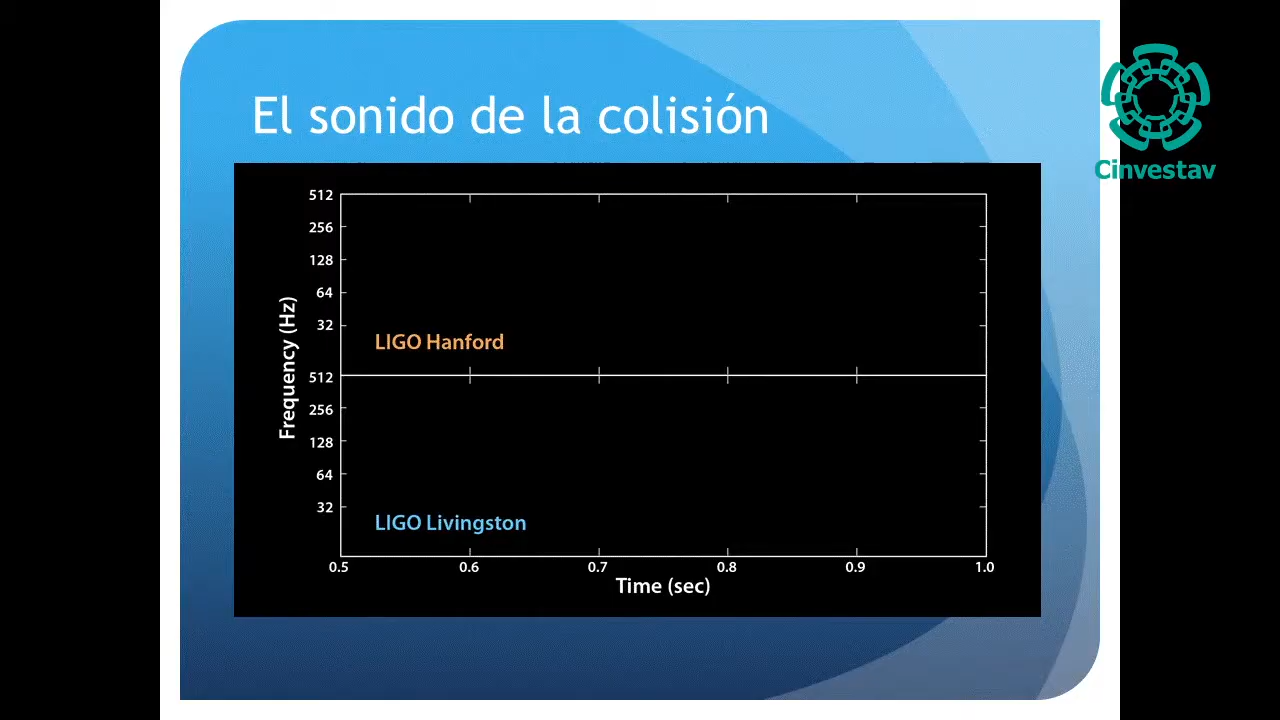 El sonido de la colisión
Cinvestav
512
256
128
64
32
LIGO Hanford
Frequency (Hz)
512
256
128
64
32
LIGO Livingston
0.5 0.6 0.7 0.8 0.9 1.0
Time (sec)